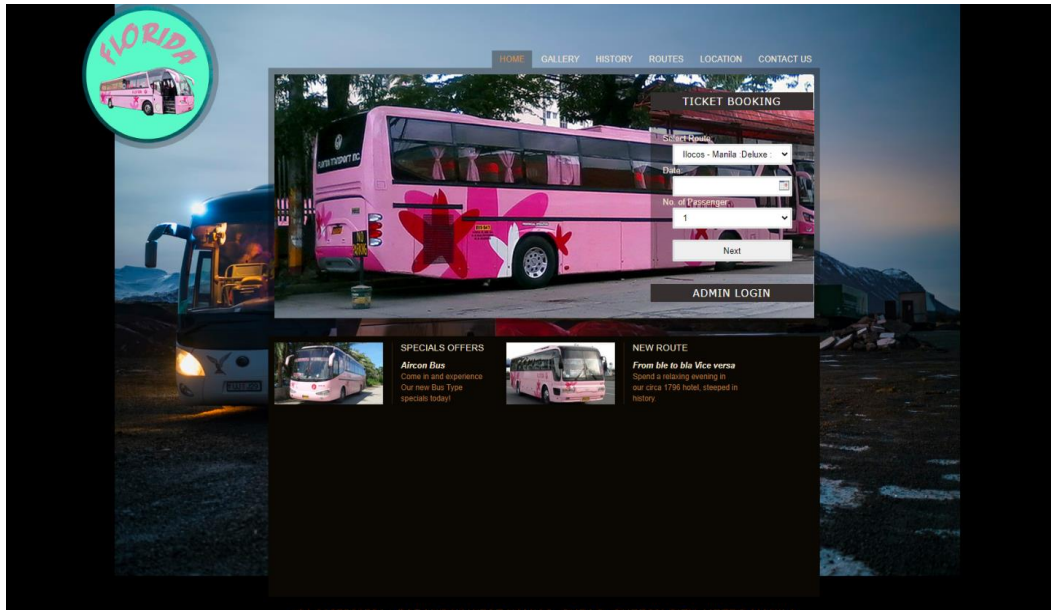 FLORIDA
HOME GALLERY HISTORY ROUTES LOCATION CONTACT US
TICKET BOOKING
Select Route:
Ilocos - Manila :Deluxe :
Date:
No. of Passenger:
1
Next
ADMIN LOGIN
NO
PARKING
SPECIALS OFFERS
Aircon Bus
Come in and experience
Our new Bus Type
specials today!
NEW ROUTE
From ble to bla Vice versa
Spend a relaxing evening in
our circa 1796 hotel, steeped in
history.